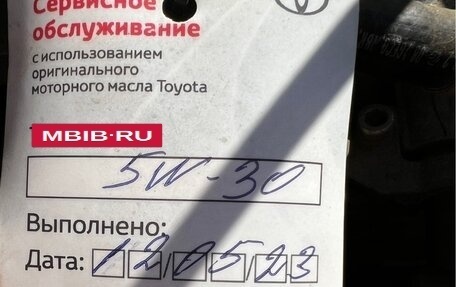 Сервисное
обслуживание
с использованием
оригинального
моторного масла Toyota
MBIB.RU
5W-30
Выполнено:
Дата: 12/05/23